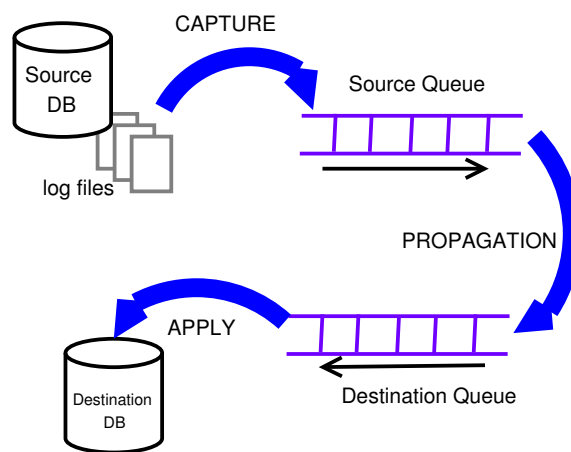 CAPTURE
Source
DB
Source Queue
log files
PROPAGATION
APPLY
Destination Queue
Destination
DB